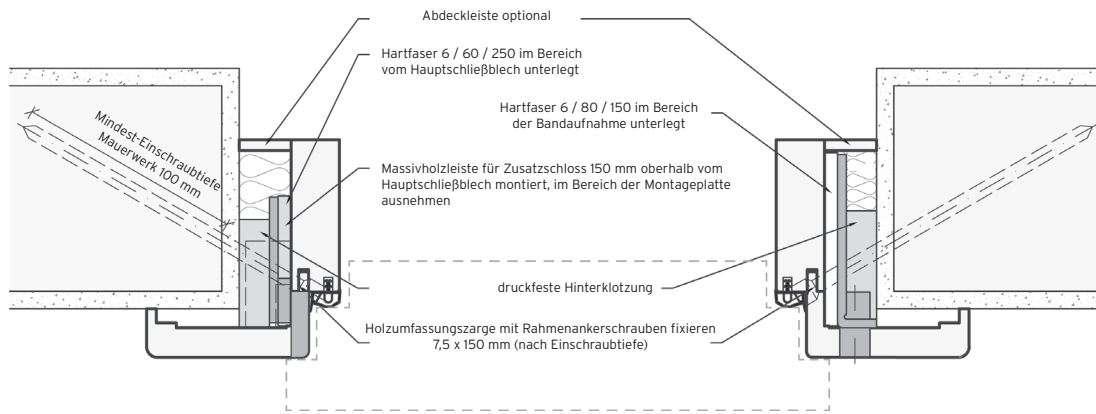 Abdeckleiste optional
Hartfaser 6 / 60 / 250 im Bereich
vom Hauptschließblech unterlegt
Hartfaser 6 / 80 / 150 im Bereich
der Bandaufnahme unterlegt
Mindest-Einschraubtiefe
Mauerwerk 100 mm
Massivholzleiste für Zusatzschloss 150 mm oberhalb vom
Hauptschließblech montiert, im Bereich der Montageplatte
ausnehmen
druckfeste Hinterklotzung
Holzumfassungszarge mit Rahmenankerschrauben fixieren
7,5 x 150 mm (nach Einschraubtiefe)